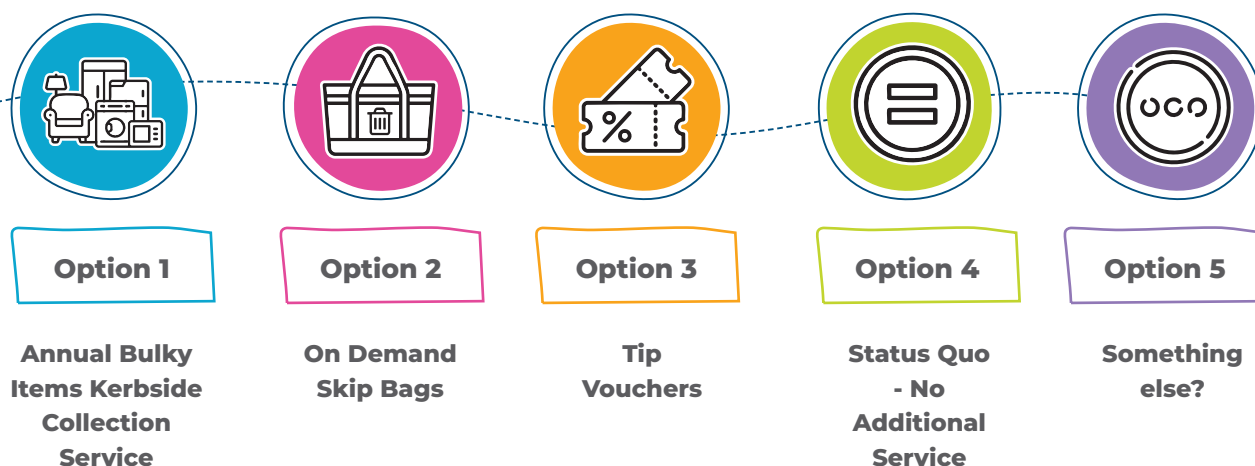 Option 1
Option 2
Option 3
Option 4
Option 5
Annual Bulky
Items Kerbside
Collection
Service
On Demand
Skip Bags
Tip
Vouchers
Status Quo
- No
Additional
Service
Something
else?